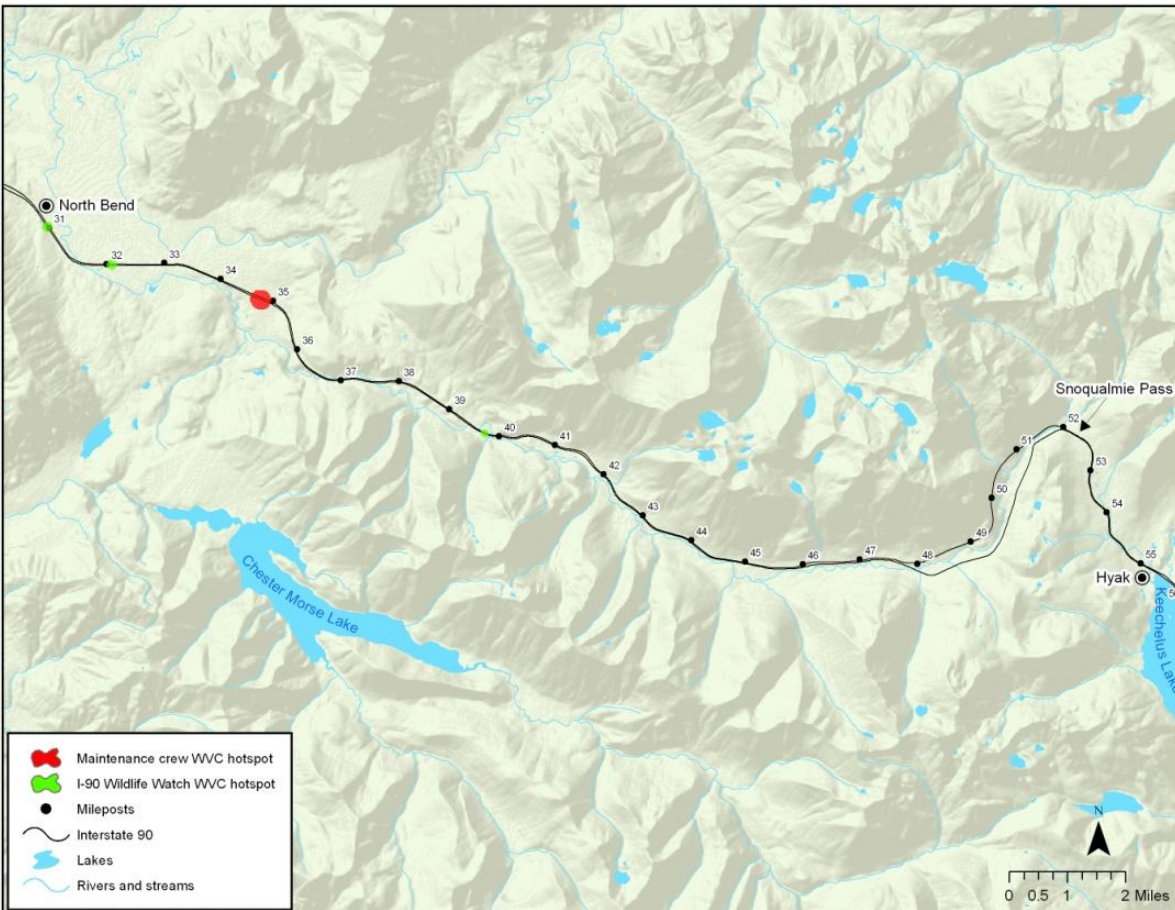 North Bend
31
32
33
34
35
36
37
38
39
40
41
42
43
44
45
46
47
48
49
50
51
52
Snoqualmie Pass
53
54
55
Hyak
Keechelus Lake
Chester Morse Lake
Maintenance crew WVC hotspot
I-90 Wildlife Watch WVC hotspot
Mileposts
Interstate 90
Lakes
Rivers and streams
N
0 0.5 1 2 Miles